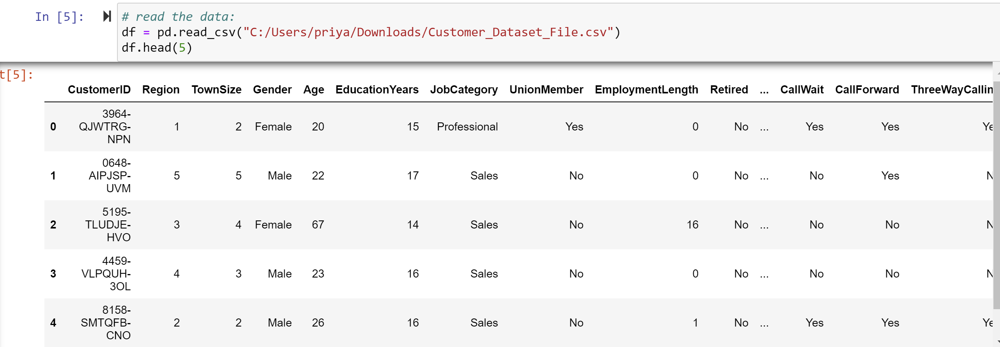 In [5]:
# read the data:
df = pd.read_csv("C:/Users/priya/Downloads/Customer_Dataset_File.csv")
df.head(5)
t[5]:
CustomerID Region TownSize Gender Age EducationYears JobCategory UnionMember EmploymentLength Retired ... CallWait CallForward ThreeWayCallin
3964-
0 QJWTRG- 1 2 Female 20 15 Professional Yes 0 No ... Yes Yes Ye
NPN
0648-
1 AIPJSP- 5 5 Male 22 17 Sales No 0 No ... No Yes N
UVM
5195-
2 TLUDJE- 3 4 Female 67 14 Sales No 16 No ... No No N
HVO
4459-
3 VLPQUH- 4 3 Male 23 16 Sales No 0 No ... No No N
3OL
8158-
4 SMTQFB- 2 2 Male 26 16 Sales No 1 No ... Yes Yes Ye
CNO